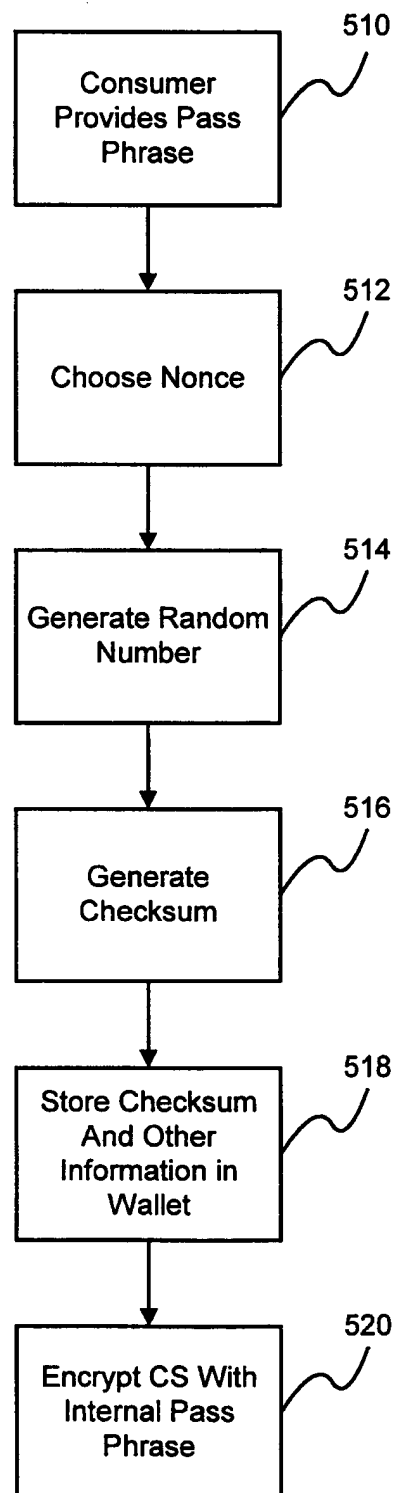 510
Consumer
Provides Pass
Phrase
512
Choose Nonce
514
Generate Random
Number
516
Generate
Checksum
518
Store Checksum
And Other
Information in
Wallet
520
Encrypt CS With
Internal Pass
Phrase